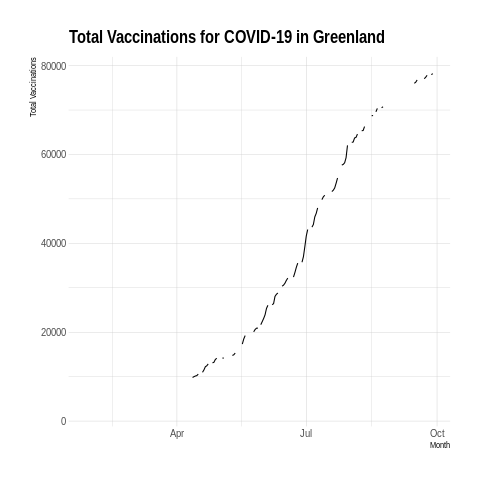 Total Vaccinations for COVID-19 in Greenland
Total Vaccinations
80000
60000
40000
20000
0
Apr
Jul
Oct
Month